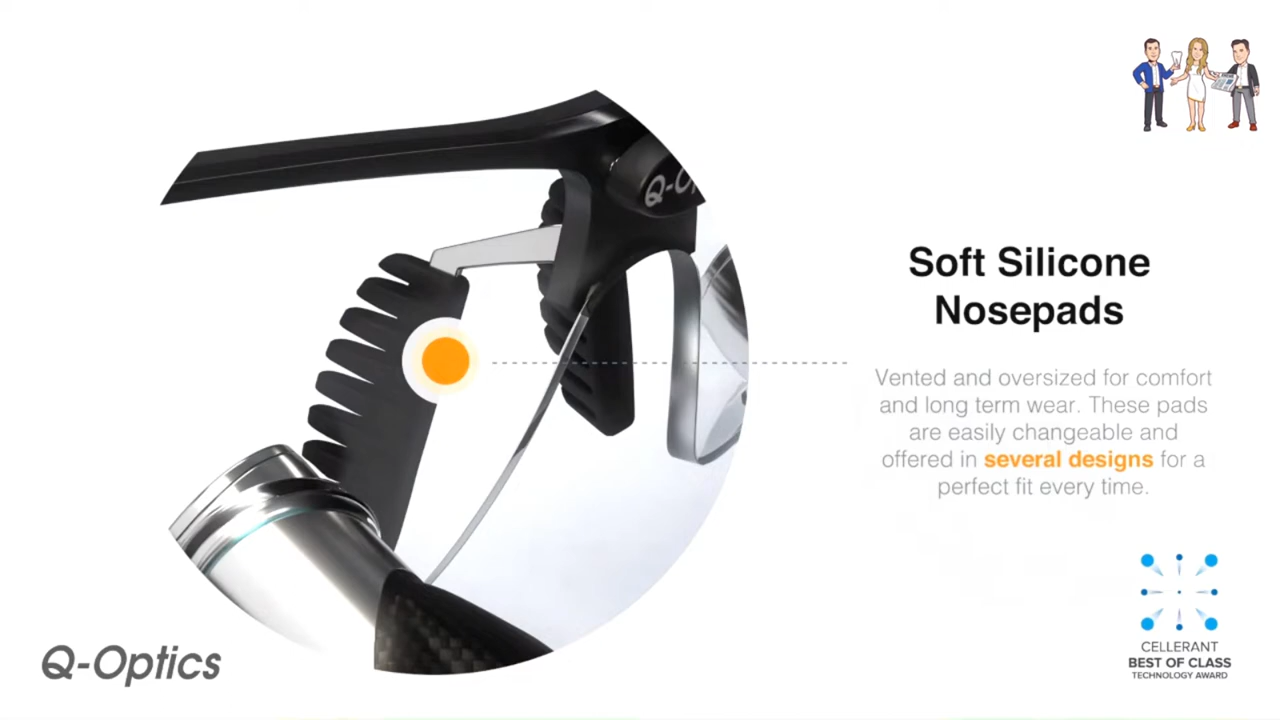 Q-O
Soft Silicone
Nosepads
Vented and oversized for comfort
and long term wear. These pads
are easily changeable and
offered in several designs for a
perfect fit every time.
Q-Optics
CELLERANT
BEST OF CLASS
TECHNOLOGY AWARD